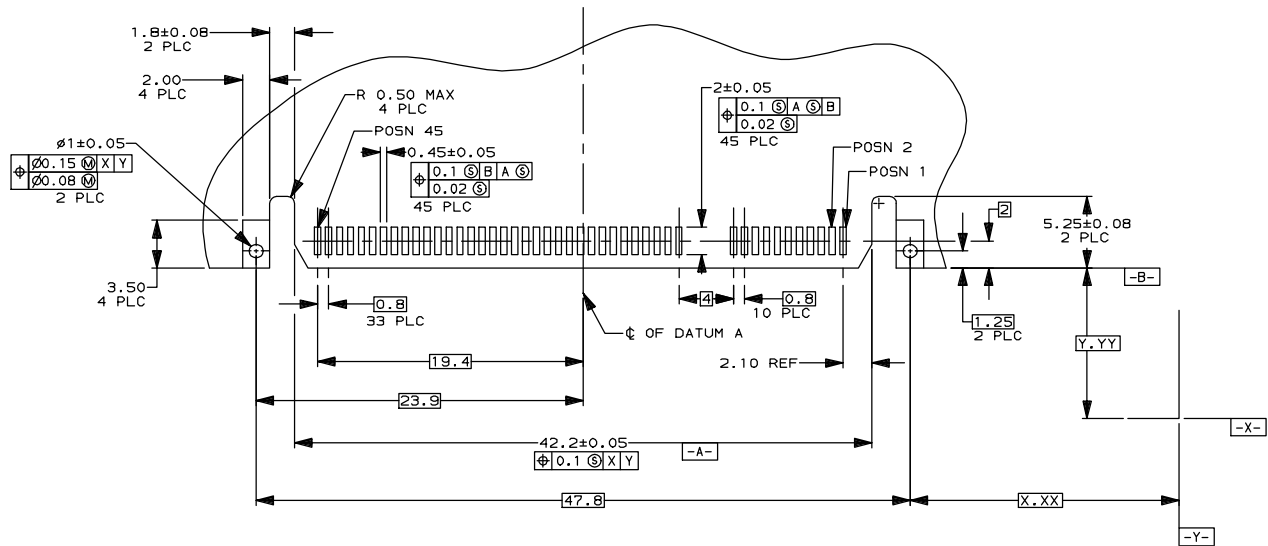 1.8±0.08
2 PLC
2.00
4 PLC
R 0.50 MAX
4 PLC
POSN 45
ø1±0.05
⌖ Ø0.15 Ⓜ X Y
Ø0.08 Ⓜ
2 PLC
0.45±0.05
⌖ 0.1 Ⓢ B A Ⓢ
0.02 Ⓢ
45 PLC
2±0.05
⌖ 0.1 Ⓢ A Ⓢ B
0.02 Ⓢ
45 PLC
POSN 2
POSN 1
2
5.25±0.08
2 PLC
3.50
4 PLC
0.8
33 PLC
4
0.8
10 PLC
-B-
1.25
2 PLC
℄ OF DATUM A
Y.YY
19.4
2.10 REF
23.9
42.2±0.05
-A-
⌖ 0.1 Ⓢ X Y
-X-
47.8
X.XX
-Y-